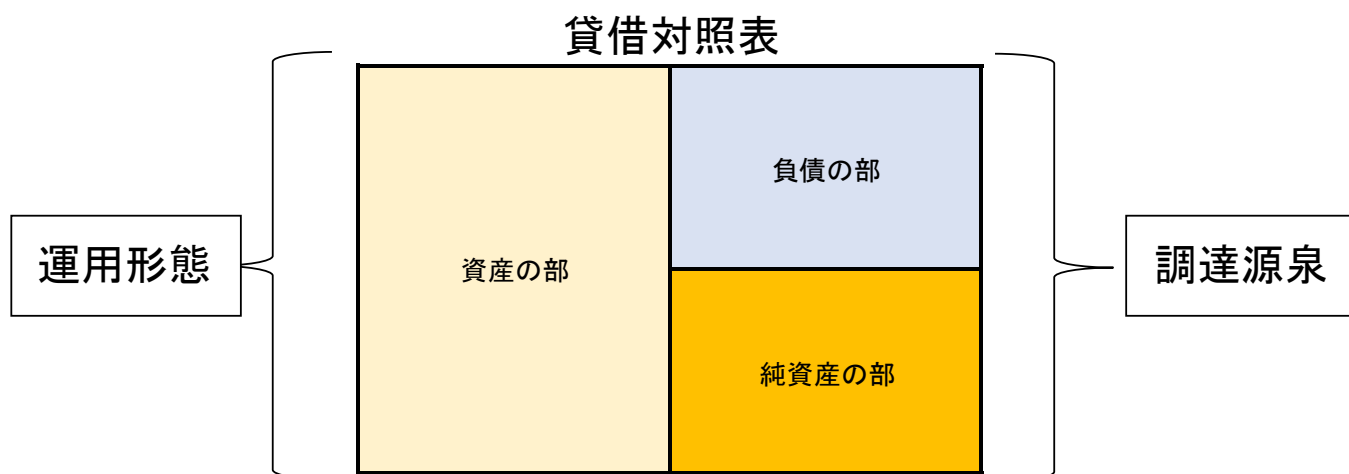 貸借対照表
運用形態
資産の部
負債の部
純資産の部
調達源泉